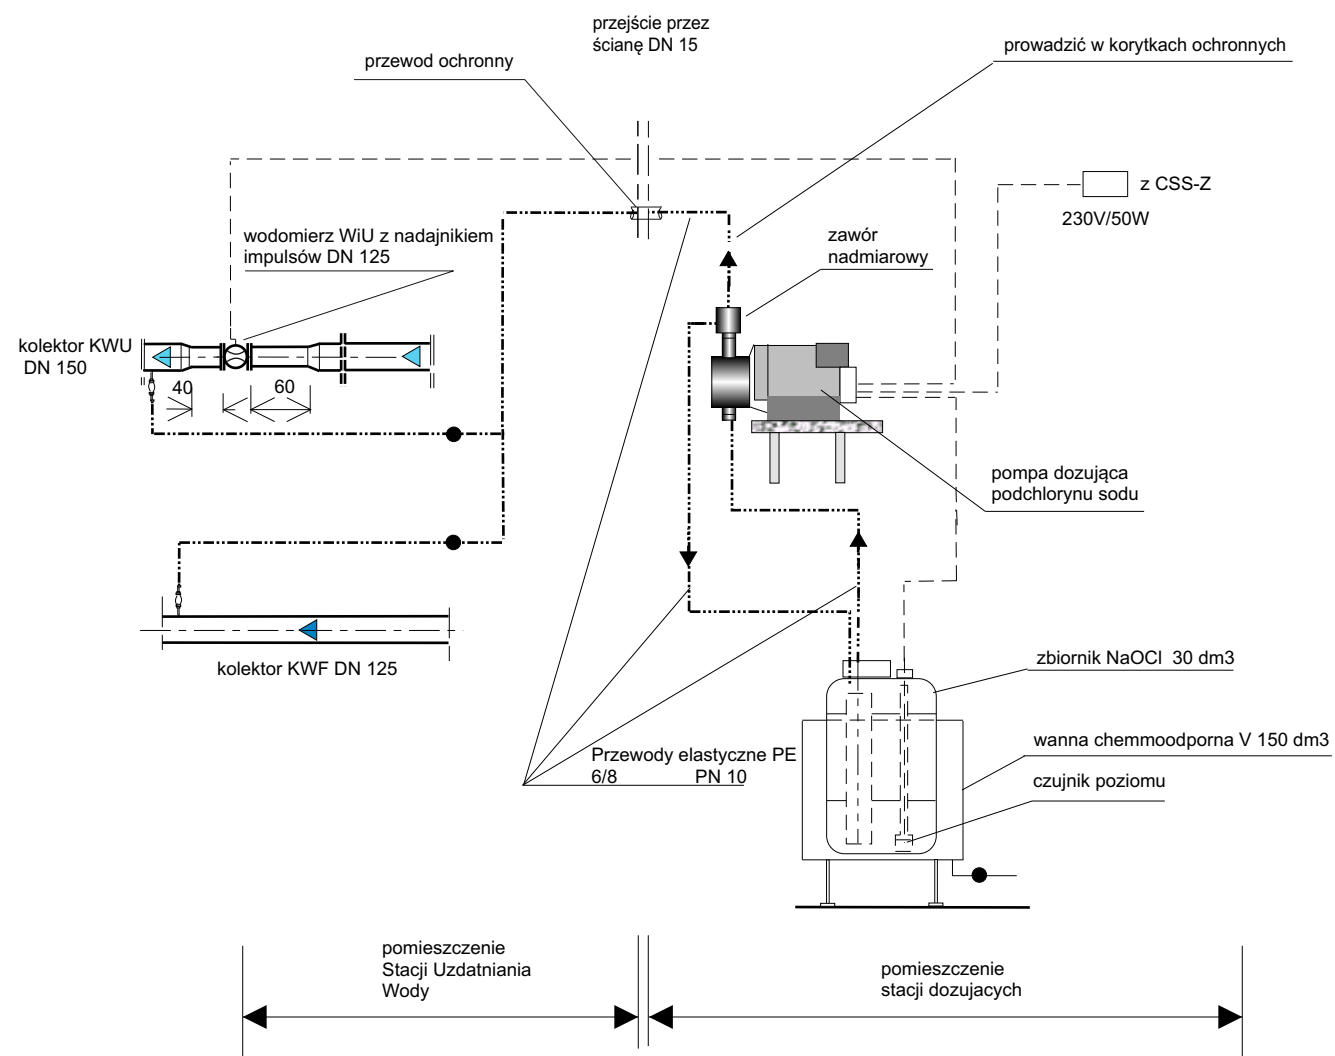 przejście przez
ścianę DN 15
prowadzić w korytkach ochronnych
przewod ochronny
z CSS-Z
230V/50W
wodomierz WiU z nadajnikiem
impulsów DN 125
zawór
nadmiarowy
kolektor KWU
DN 150
40
60
pompa dozująca
podchlorynu sodu
kolektor KWF DN 125
zbiornik NaOCl 30 dm3
wanna chemmoodporna V 150 dm3
Przewody elastyczne PE
6/8 PN 10
czujnik poziomu
pomieszczenie
Stacji Uzdatniania
Wody
pomieszczenie
stacji dozujacych